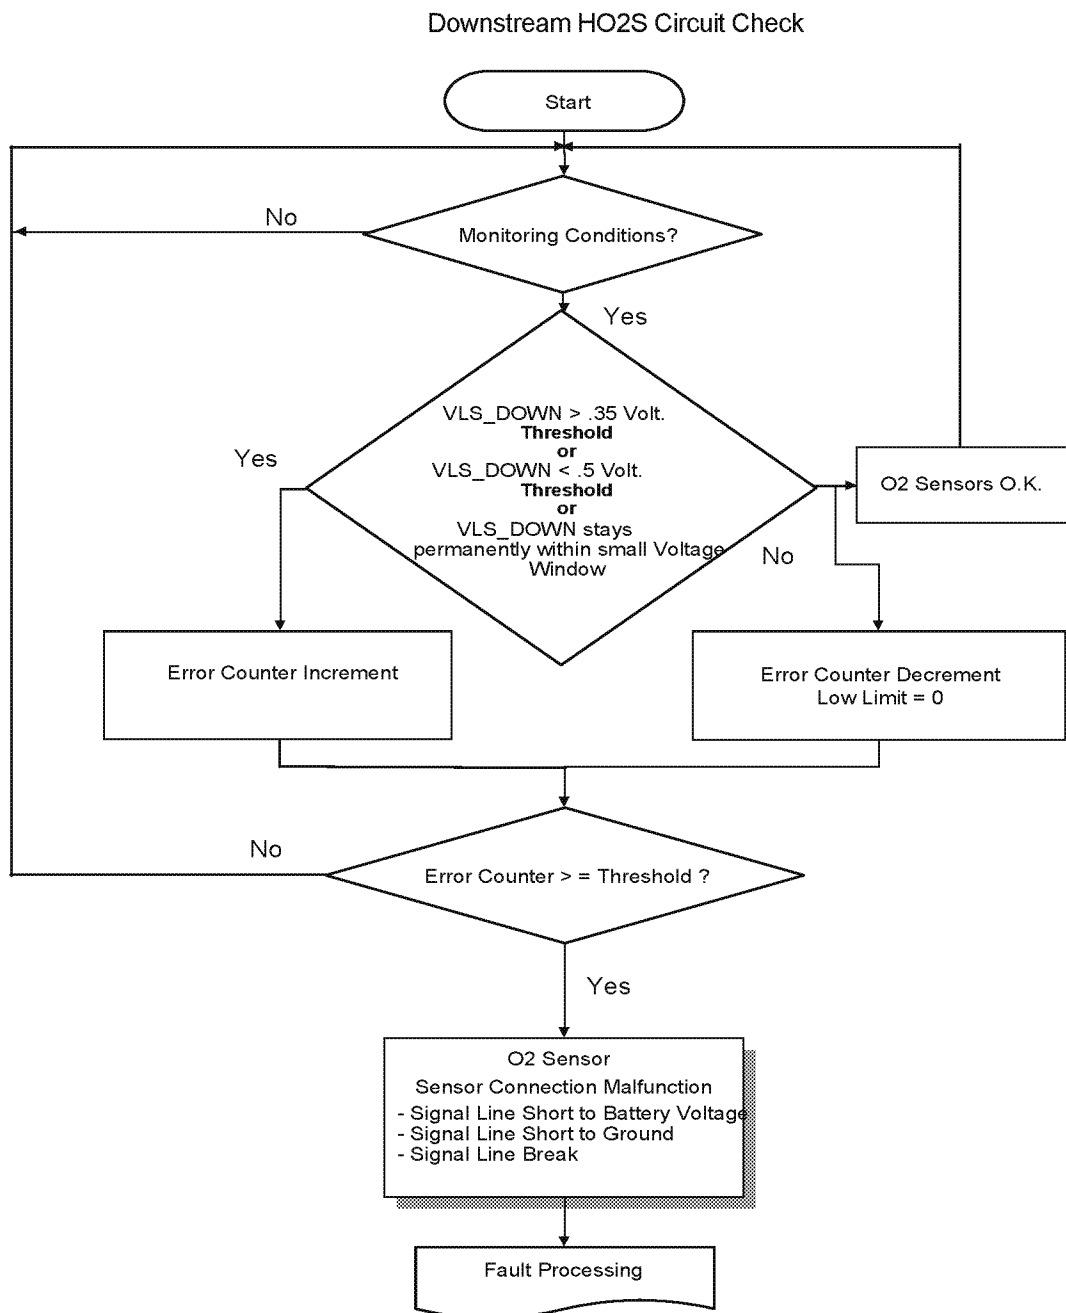 Downstream HO2S Circuit Check
Start
No
Monitoring Conditions?
Yes
VLS_DOWN > .35 Volt.
Threshold
or
VLS_DOWN < .5 Volt.
Threshold
or
VLS_DOWN stays
permanently within small Voltage
Window
Yes
O2 Sensors O.K.
No
Error Counter Increment
Error Counter Decrement
Low Limit = 0
No
Error Counter > = Threshold ?
Yes
O2 Sensor
Sensor Connection Malfunction
- Signal Line Short to Battery Voltage
- Signal Line Short to Ground
- Signal Line Break
Fault Processing